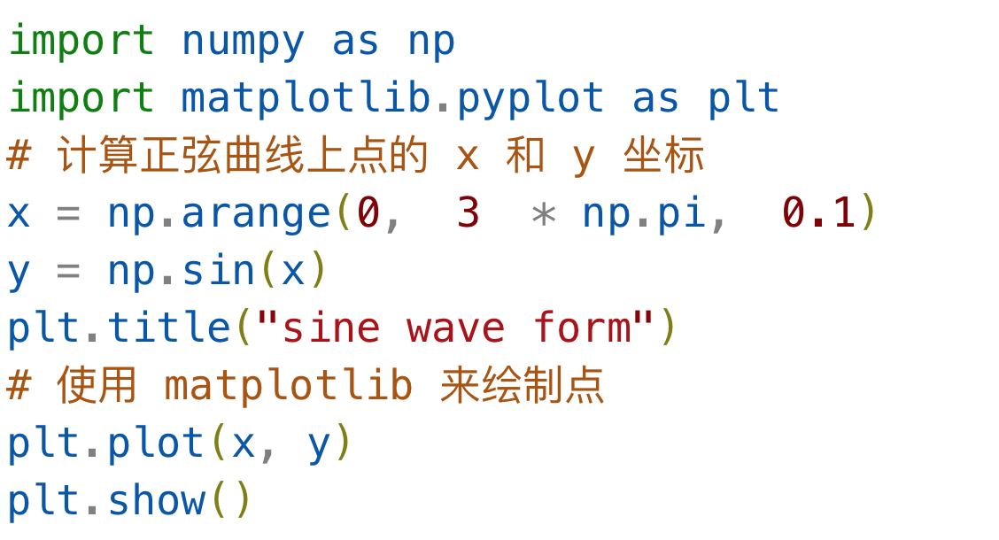 import numpy as np
import matplotlib.pyplot as plt
# 计算正弦曲线上点的 x 和 y 坐标
x = np.arange(0,  3  * np.pi,  0.1)
y = np.sin(x)
plt.title("sine wave form")
# 使用 matplotlib 来绘制点
plt.plot(x, y)
plt.show()